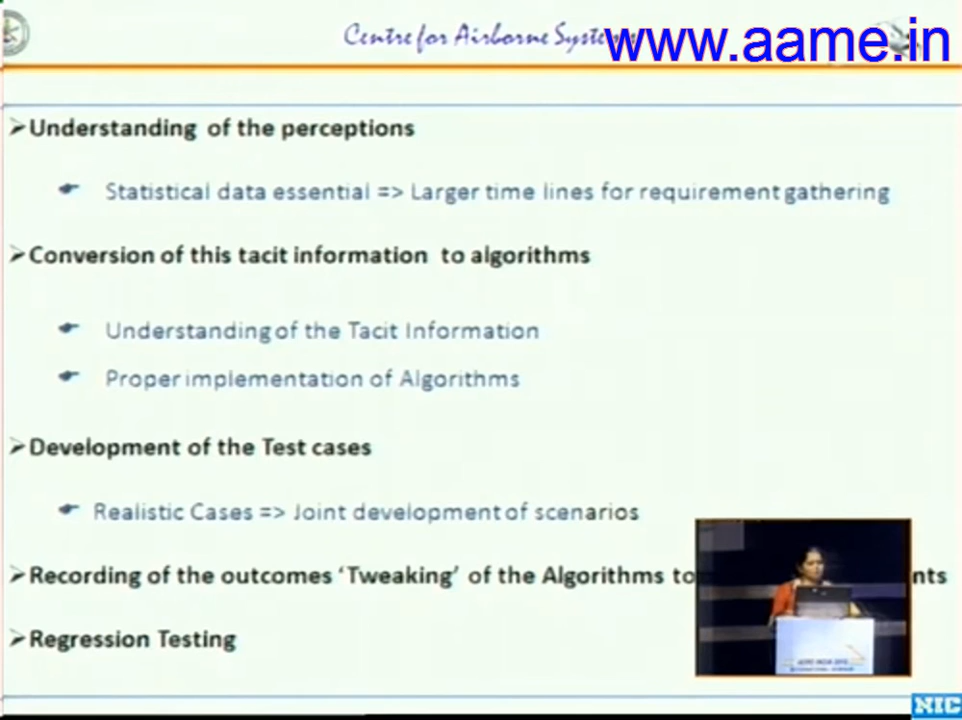 Centre for Airborne Systems
www.aame.in
Understanding of the perceptions
Statistical data essential => Larger time lines for requirement gathering
Conversion of this tacit information to algorithms
Understanding of the Tacit Information
Proper implementation of Algorithms
Development of the Test cases
Realistic Cases => Joint development of scenarios
Recording of the outcomes ‘Tweaking’ of the Algorithms to nts
Regression Testing
NIC